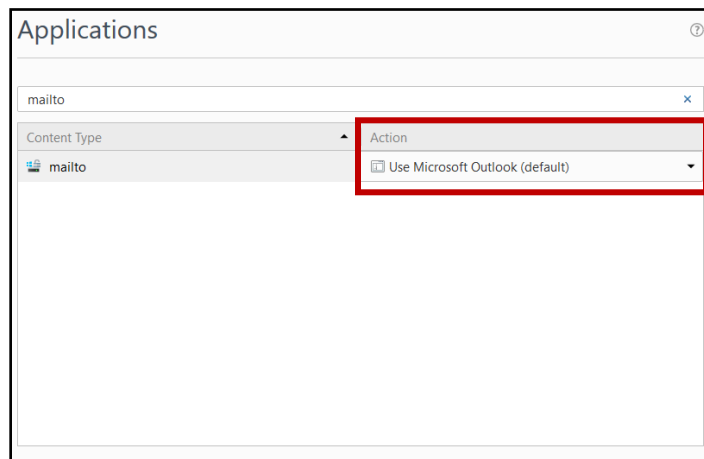 Applications
mailto
Content Type
Action
mailto
Use Microsoft Outlook (default)